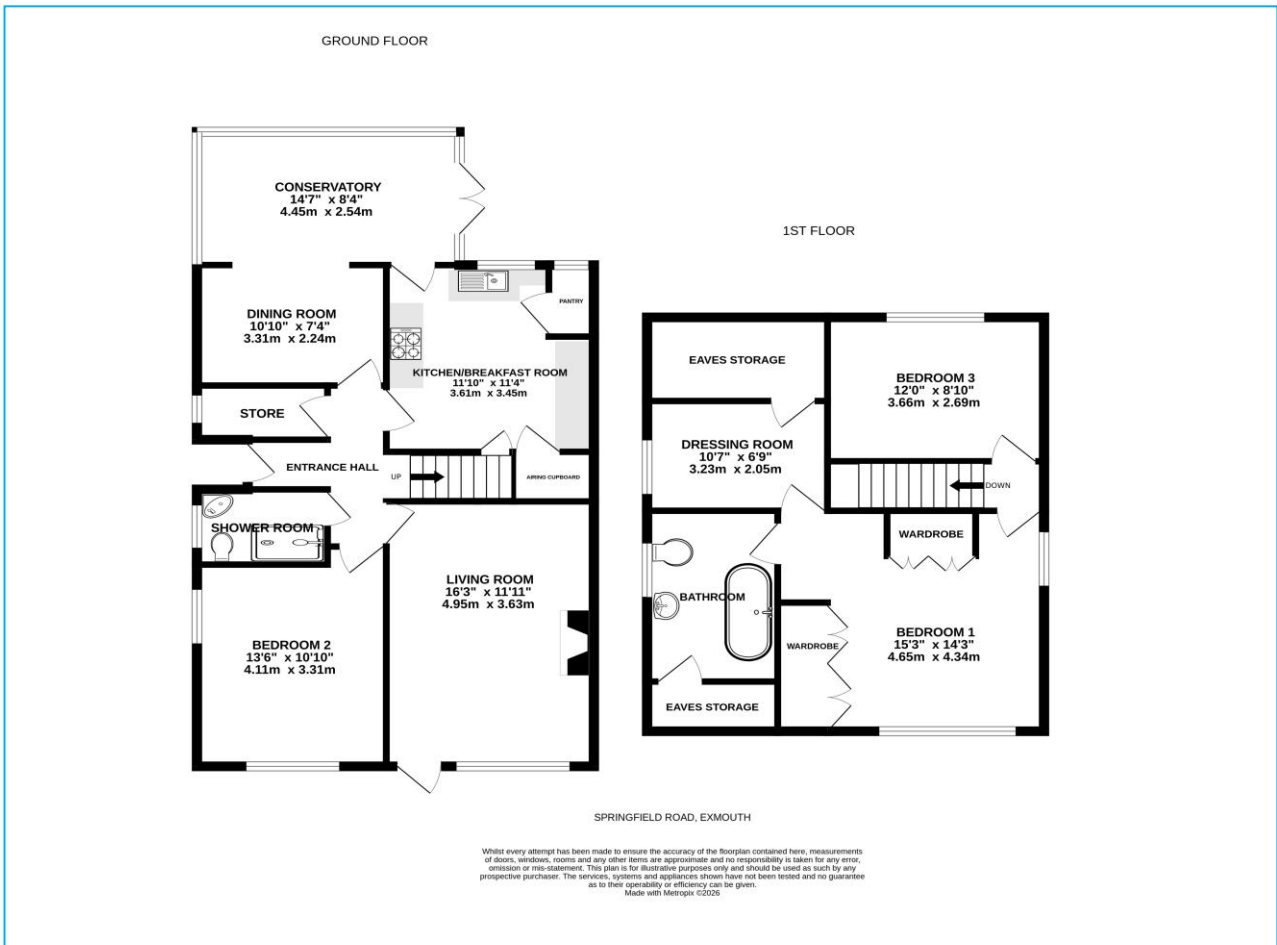 GROUND FLOOR
CONSERVATORY
14'7" x 8'4"
4.45m x 2.54m
DINING ROOM
10'10" x 7'4"
3.31m x 2.24m
PANTRY
KITCHEN/BREAKFAST ROOM
11'10" x 11'4"
3.61m x 3.45m
STORE
ENTRANCE HALL
UP
AIRING CUPBOARD
SHOWER ROOM
LIVING ROOM
16'3" x 11'11"
4.95m x 3.63m
BEDROOM 2
13'6" x 10'10"
4.11m x 3.31m
1ST FLOOR
EAVES STORAGE
BEDROOM 3
12'0" x 8'10"
3.66m x 2.69m
DRESSING ROOM
10'7" x 6'9"
3.23m x 2.05m
DOWN
WARDROBE
BATHROOM
BEDROOM 1
15'3" x 14'3"
4.65m x 4.34m
WARDROBE
EAVES STORAGE
SPRINGFIELD ROAD, EXMOUTH
Whilst every attempt has been made to ensure the accuracy of the floorplan contained here, measurements
of doors, windows, rooms and any other items are approximate and no responsibility is taken for any error,
omission or mis-statement. This plan is for illustrative purposes only and should be used as such by any
prospective purchaser. The services, systems and appliances shown have not been tested and no guarantee
as to their operability or efficiency can be given.
Made with Metropix ©2026